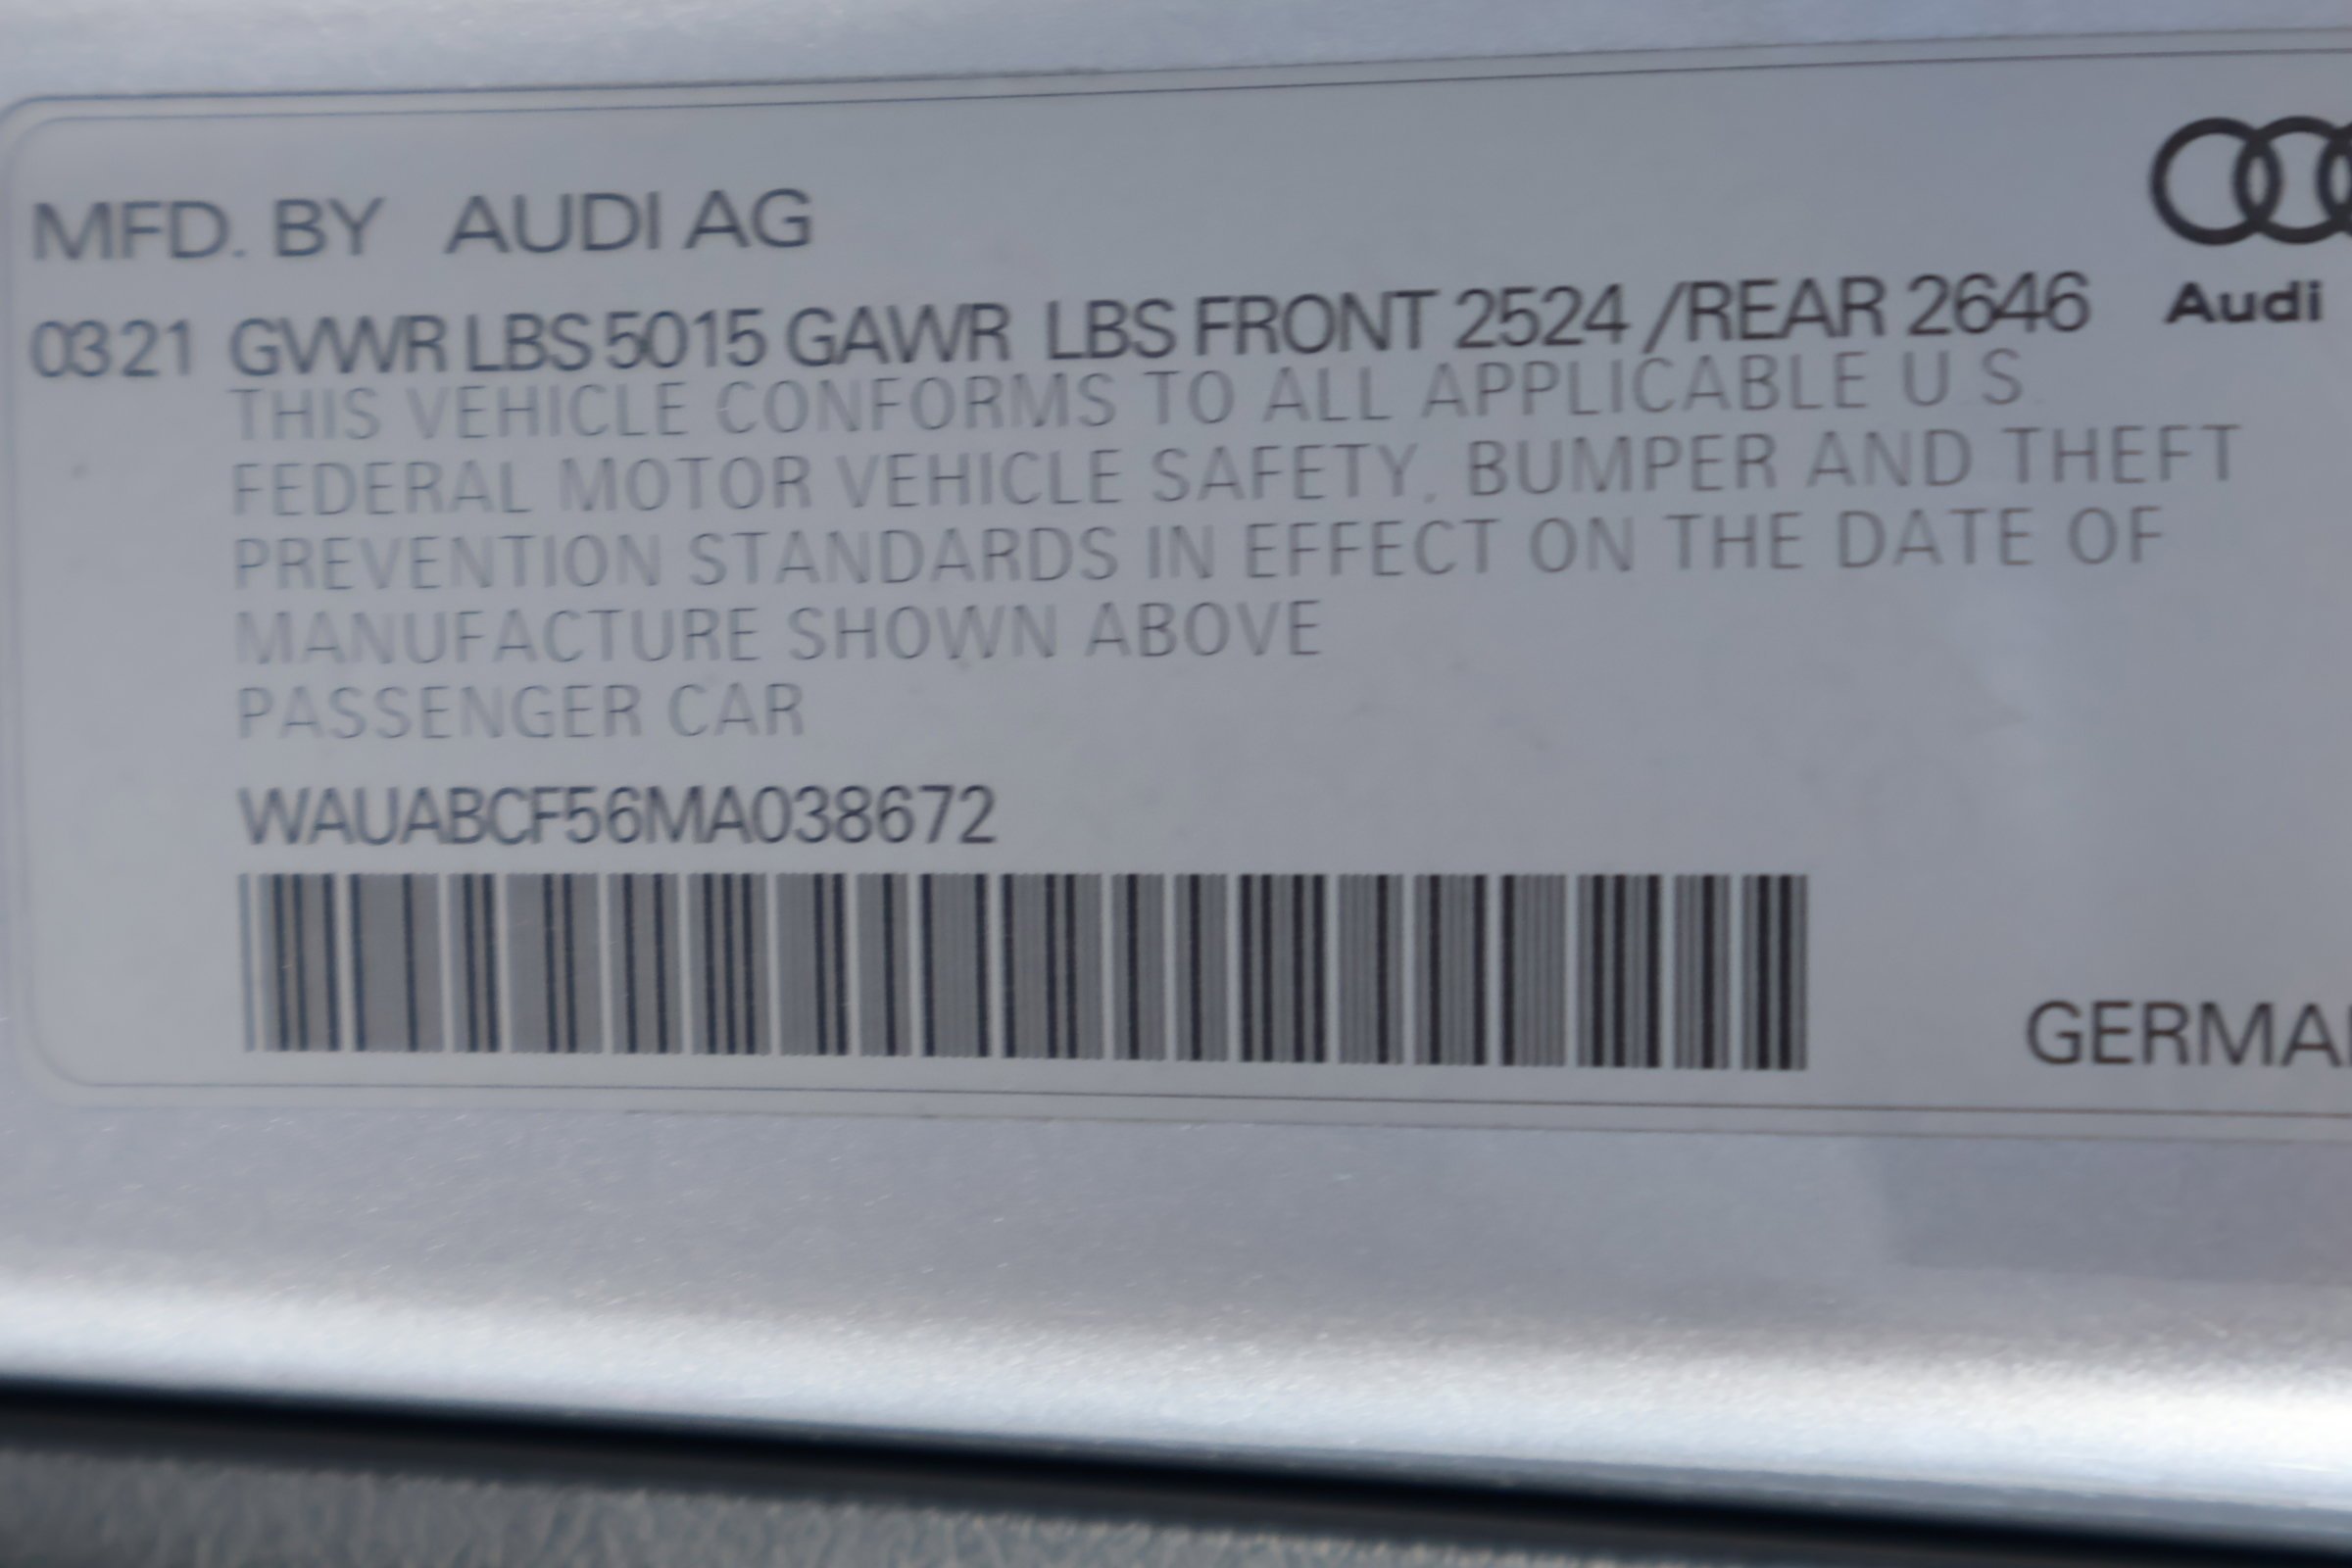 MFD. BY AUDI AG
0321 GVWR LBS 5015 GAWR LBS FRONT 2524 /REAR 2646
Audi
THIS VEHICLE CONFORMS TO ALL APPLICABLE U S
FEDERAL MOTOR VEHICLE SAFETY, BUMPER AND THEFT
PREVENTION STANDARDS IN EFFECT ON THE DATE OF
MANUFACTURE SHOWN ABOVE
PASSENGER CAR
WAUABCF56MA038672